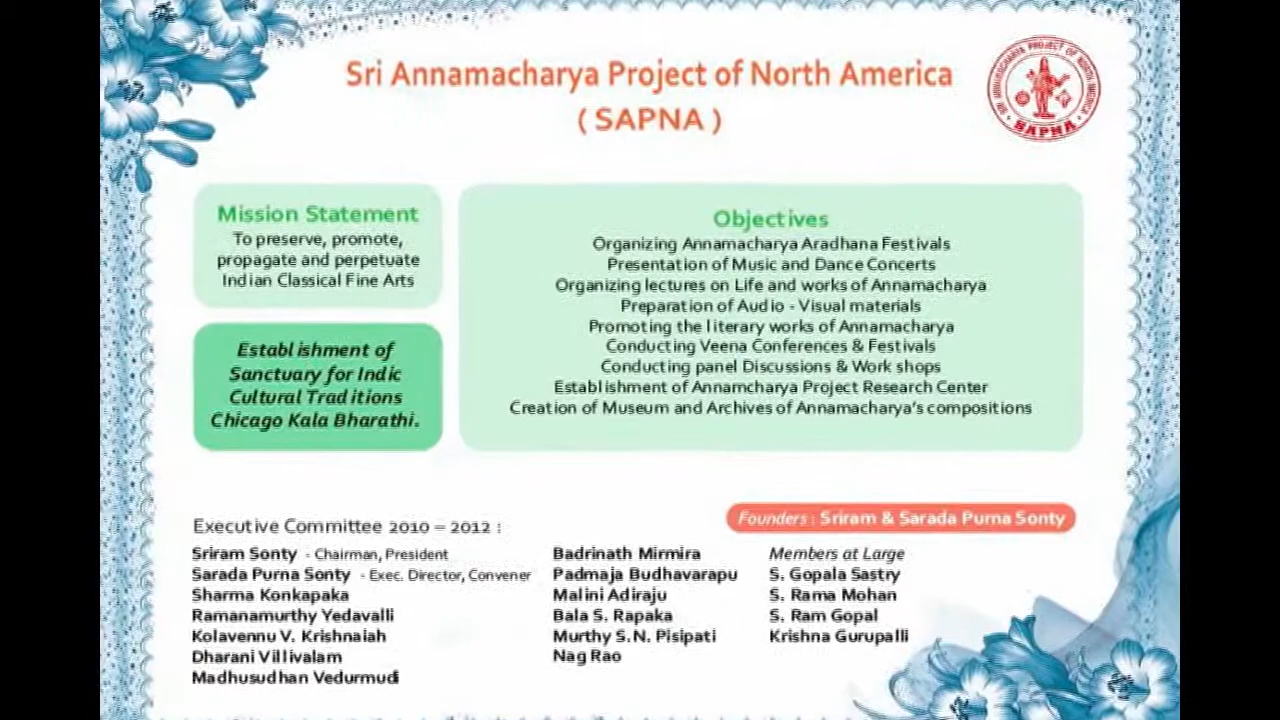 Sri Annamacharya Project of North America
( SAPNA )
SRI ANNAMACHARYA PROJECT OF NORTH AMERICA
SAPNA
Mission Statement
To preserve, promote,
propagate and perpetuate
Indian Classical Fine Arts
Establishment of
Sanctuary for Indic
Cultural Traditions
Chicago Kala Bharathi.
Objectives
Organizing Annamacharya Aradhana Festivals
Presentation of Music and Dance Concerts
Organizing lectures on Life and works of Annamacharya
Preparation of Audio - Visual materials
Promoting the literary works of Annamacharya
Conducting Veena Conferences & Festivals
Conducting panel Discussions & Work shops
Establishment of Annamcharya Project Research Center
Creation of Museum and Archives of Annamacharya's compositions
Founders : Sriram & Sarada Purna Sonty
Executive Committee 2010 – 2012 :
Sriram Sonty - Chairman, President
Sarada Purna Sonty - Exec. Director, Convener
Sharma Konkapaka
Ramanamurthy Yedavalli
Kolavennu V. Krishnaiah
Dharani Villivalam
Madhusudhan Vedurmudi
Badrinath Mirmira
Padmaja Budhavarapu
Malini Adiraju
Bala S. Rapaka
Murthy S.N. Pisipati
Nag Rao
Members at Large
S. Gopala Sastry
S. Rama Mohan
S. Ram Gopal
Krishna Gurupalli